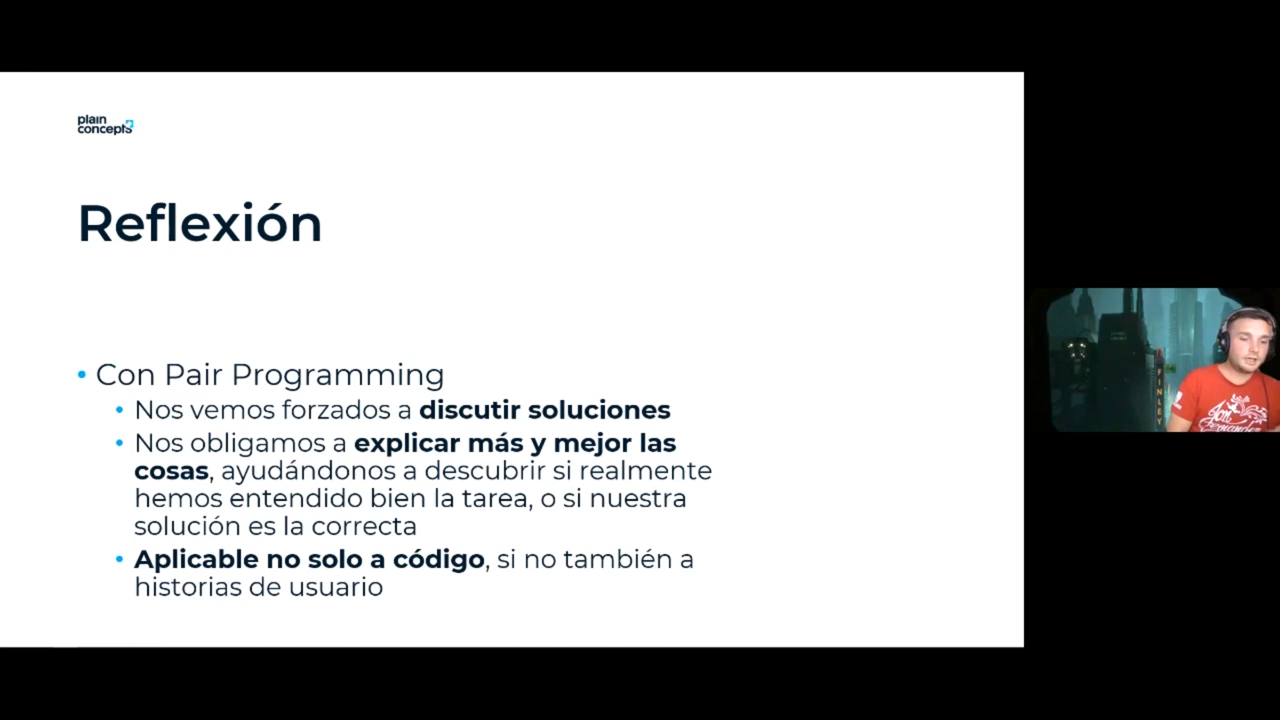 plain
concepts
Reflexión
• Con Pair Programming
• Nos vemos forzados a discutir soluciones
• Nos obligamos a explicar más y mejor las
cosas, ayudándonos a descubrir si realmente
hemos entendido bien la tarea, o si nuestra
solución es la correcta
• Aplicable no solo a código, si no también a
historias de usuario
FINLEY